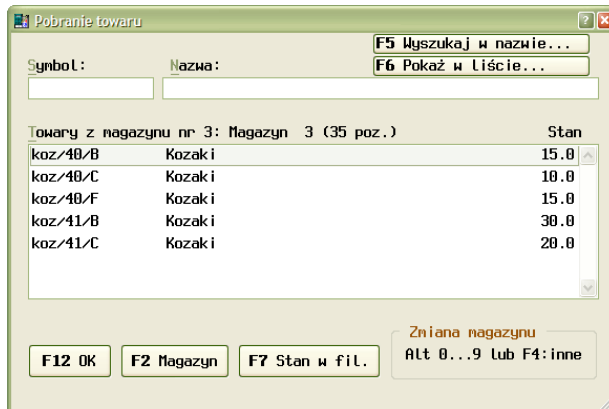 Pobranie towaru
F5 Wyszukaj w nazwie...
Symbol: Nazwa: F6 Pokaż w liście...
Towary z magazynu nr 3: Magazyn 3 (35 poz.) Stan
koz/40/B Kozaki 15.0
koz/40/C Kozaki 10.0
koz/40/F Kozaki 15.0
koz/41/B Kozaki 30.0
koz/41/C Kozaki 20.0
Zmiana magazynu
F12 OK F2 Magazyn F7 Stan w fil. Alt 0...9 lub F4:inne